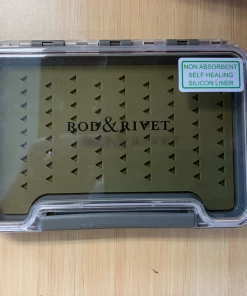 NON ABSORBENT
SELF HEALING
SILICON LINER
ROD & RIVET